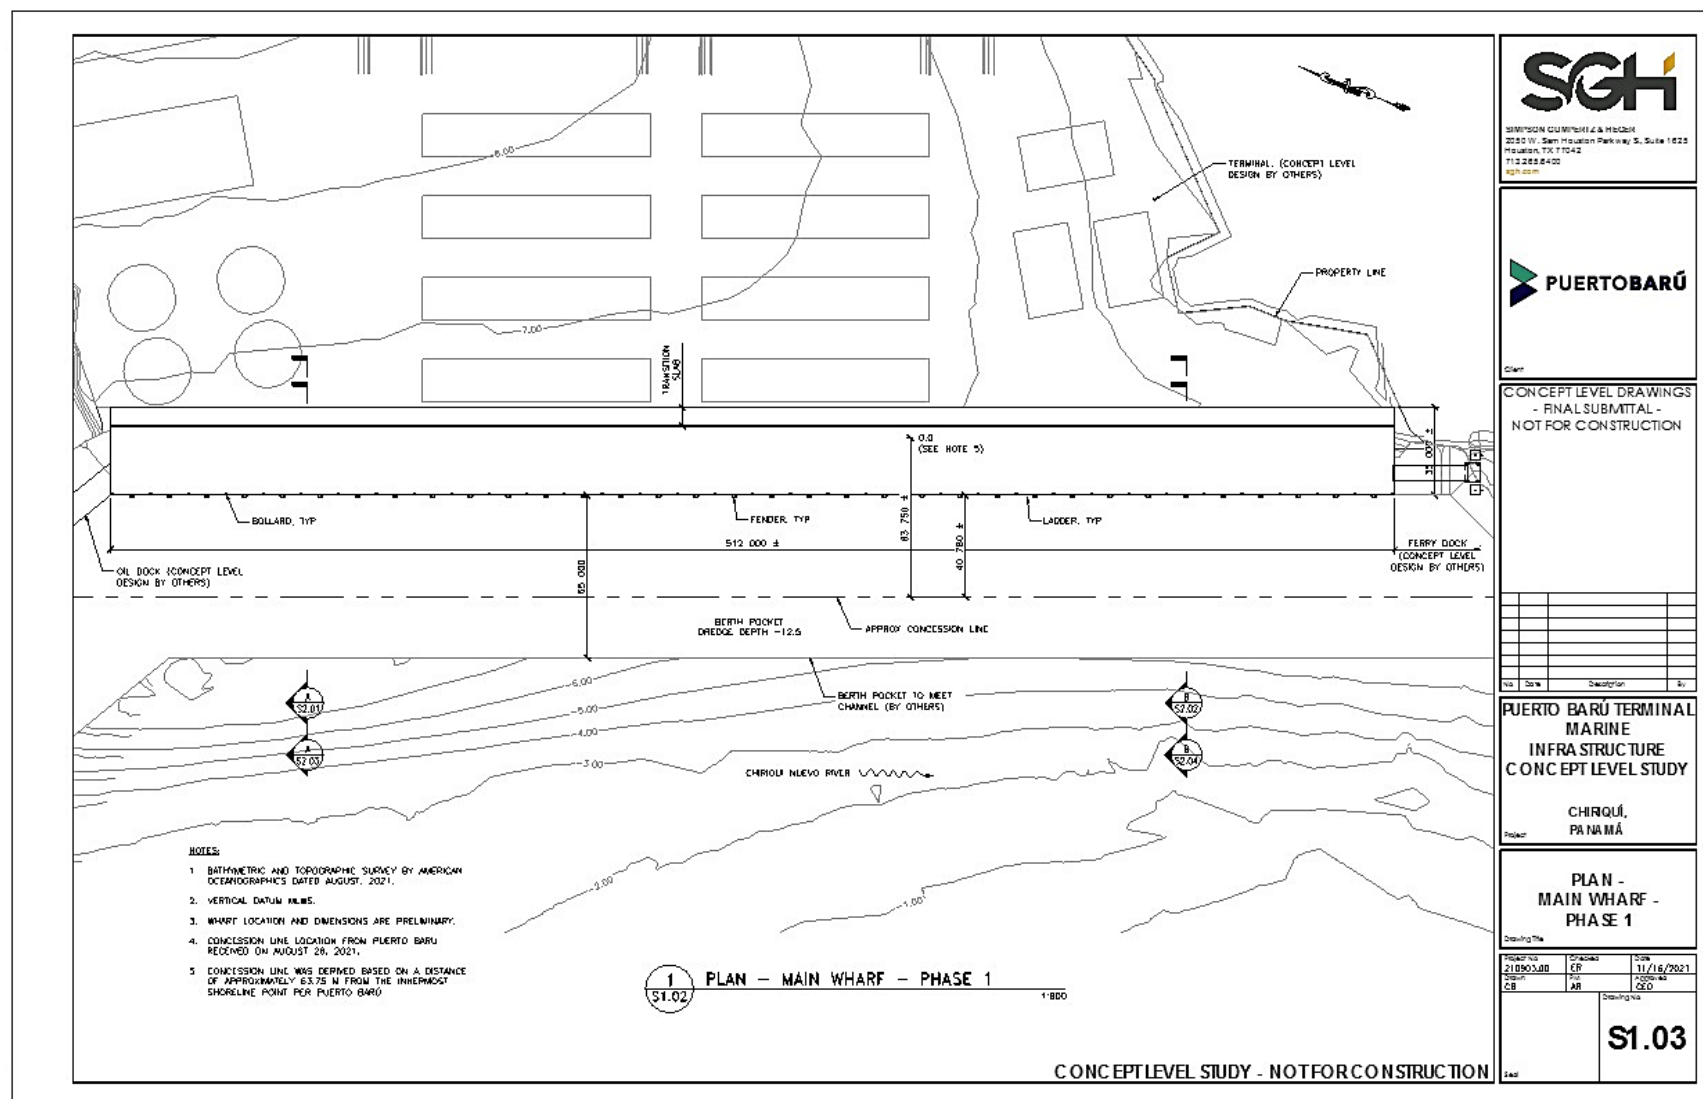 6.00
TERMINAL. (CONCEPT LEVEL
DESIGN BY OTHERS)
PROPERTY LINE
7.00
TRANSITION
SLAB
0.0
(SEE NOTE 5)
35 009 ±
BOLLARD, TYP
FENDER, TYP
LADDER, TYP
63 750 ±
40 780 ±
512 000 ±
65 000
FERRY DOCK
(CONCEPT LEVEL
DESIGN BY OTHERS)
OIL DOCK (CONCEPT LEVEL
DESIGN BY OTHERS)
BERTH POCKET
DREDGE DEPTH -12.5
APPROX CONCESSION LINE
BERTH POCKET TO MEET
CHANNEL (BY OTHERS)
-6.00
-5.00
-4.00
-3.00
A
S2.01
A
S2.03
B
S2.02
B
S2.04
CHIRIQUI NUEVO RIVER
-2.00
-1.00
NOTES:
1 BATHYMETRIC AND TOPOGRAPHIC SURVEY BY AMERICAN
OCEANOGRAPHICS DATED AUGUST, 2021.
2. VERTICAL DATUM MLWS.
3. WHARF LOCATION AND DIMENSIONS ARE PRELIMINARY.
4. CONCESSION LINE LOCATION FROM PUERTO BARU
RECEIVED ON AUGUST 28, 2021.
5 CONCESSION LINE WAS DERIVED BASED ON A DISTANCE
OF APPROXIMATELY 63.75 M FROM THE INNERMOST
SHORELINE POINT PER PUERTO BARÚ
1
S1.02
PLAN - MAIN WHARF - PHASE 1
1:800
CONCEPT LEVEL STUDY - NOT FOR CONSTRUCTION
SGH
SIMPSON GUMPERTZ & HEGER
2050 W. Sam Houston Parkway S., Suite 1625
Houston, TX 77042
713.265.8400
sgh.com
PUERTOBARÚ
Client
CONCEPT LEVEL DRAWINGS
- FINAL SUBMITTAL -
NOT FOR CONSTRUCTION
No. Date Description By
PUERTO BARÚ TERMINAL
MARINE
INFRASTRUCTURE
CONCEPT LEVEL STUDY
CHIRIQUÍ,
PANAMÁ
Project
PLAN -
MAIN WHARF -
PHASE 1
Drawing Title
Project No. Checked Date
210903.00 ER 11/16/2021
Drawn P.M. Approved
CB AR CEO
Drawing No.
S1.03
Seal